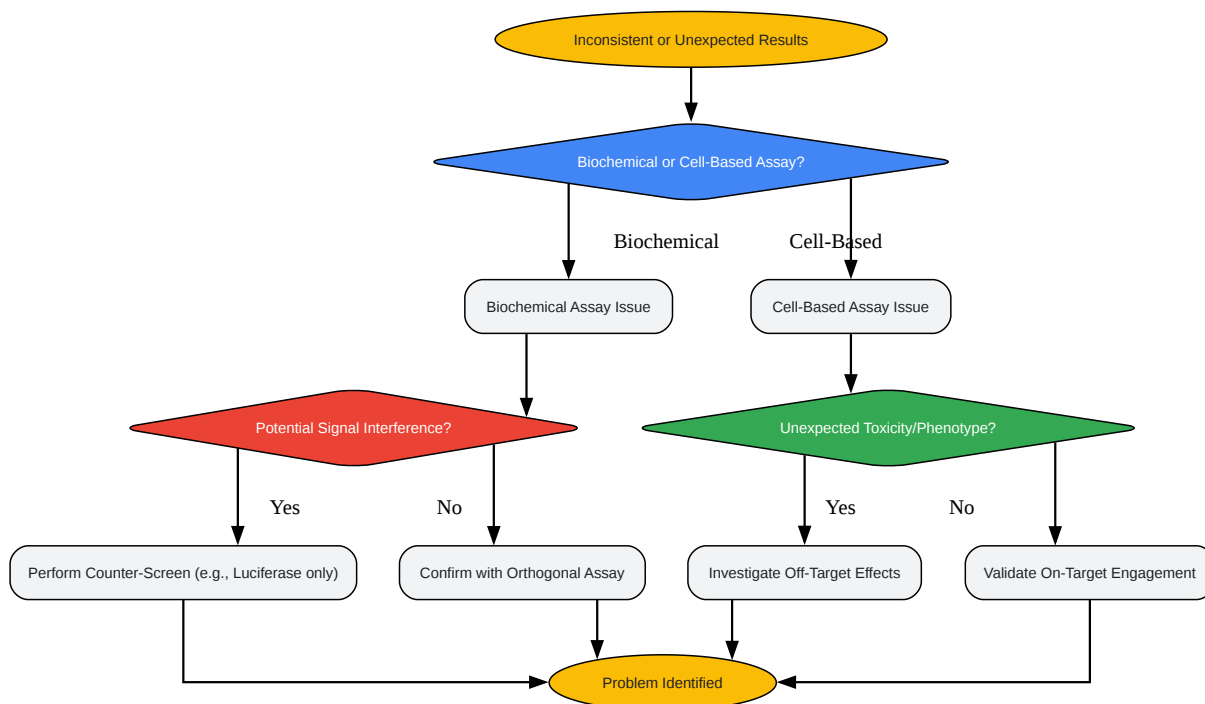 Inconsistent or Unexpected Results
Biochemical or Cell-Based Assay?
Biochemical
Cell-Based
Biochemical Assay Issue
Cell-Based Assay Issue
Potential Signal Interference?
Unexpected Toxicity/Phenotype?
Yes
No
Yes
No
Perform Counter-Screen (e.g., Luciferase only)
Confirm with Orthogonal Assay
Investigate Off-Target Effects
Validate On-Target Engagement
Problem Identified